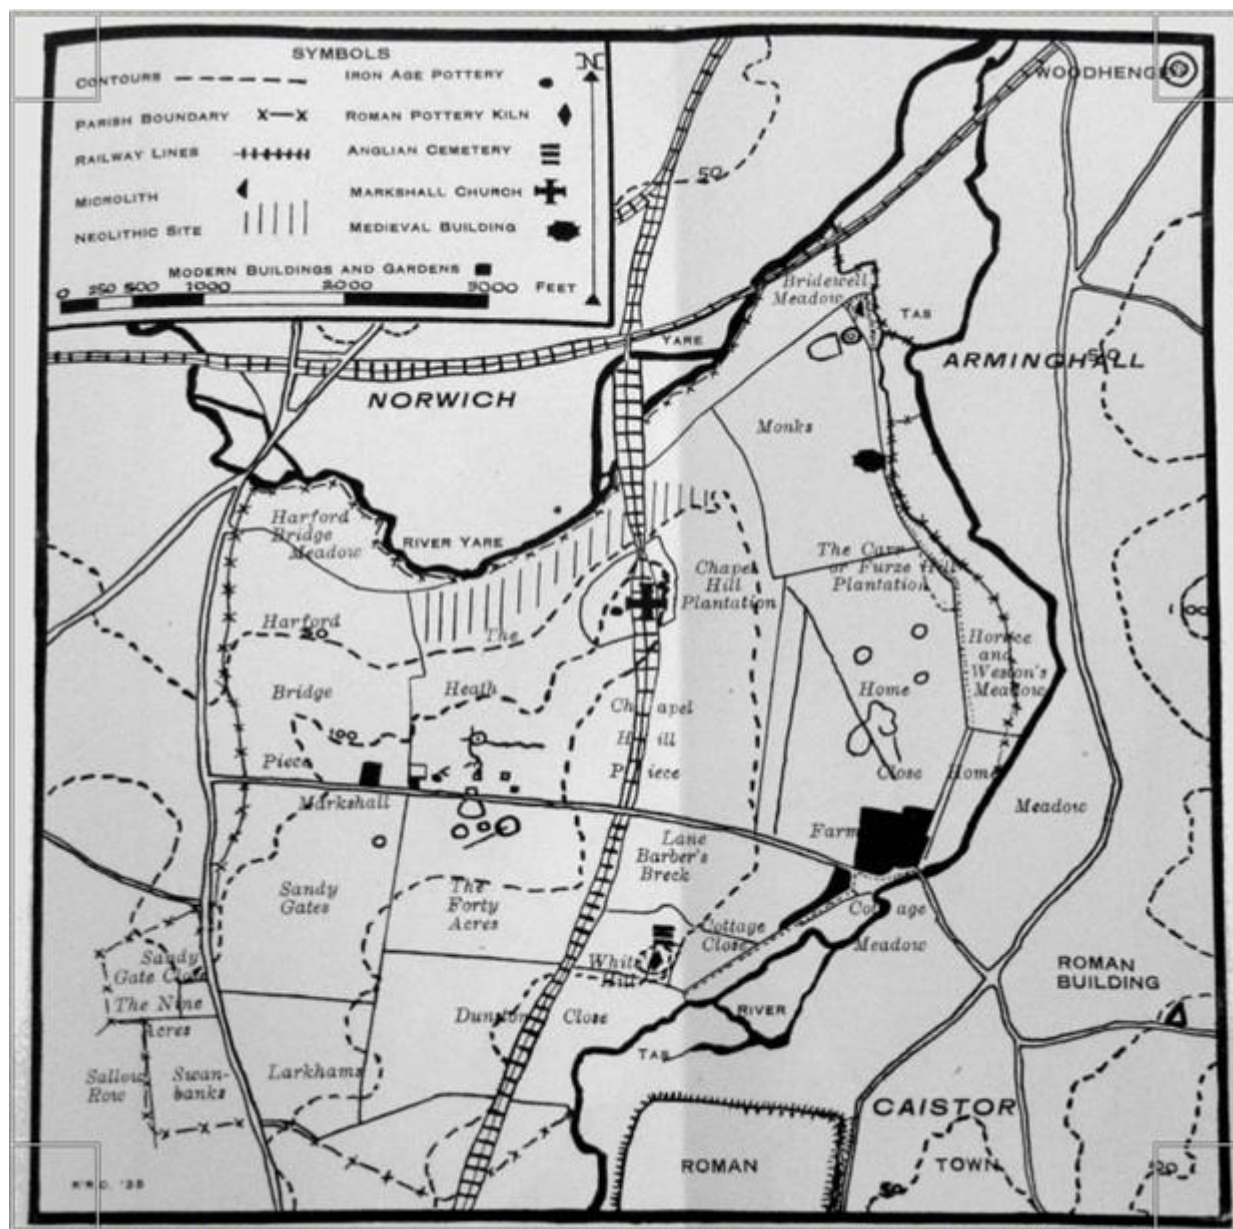 SYMBOLS
CONTOURS
PARISH BOUNDARY
RAILWAY LINES
MICROLITH
NEOLITHIC SITE
IRON AGE POTTERY
ROMAN POTTERY KILN
ANGLIAN CEMETERY
MARKSHALL CHURCH
MEDIEVAL BUILDING
MODERN BUILDINGS AND GARDENS
0 250 500 1000 2000 3000 FEET
N
WOODHENGE
50
Bridewell
Meadow
TAS
YARE
ARMINGHALL
50
NORWICH
Monks
Harford
Bridge
Meadow
RIVER YARE
The Carr
or Furze Hill
Plantation
Chapel
Hill
Plantation
100
Harford
50
Bridge
Piece
The
Heath
Horace
and
Weston's
Meadow
Home
Close
Chapel
Hill
Piece
100
Home
Meadow
Markshall
Lane
Farm
Barber's
Breck
Sandy
Gates
The
Forty
Acres
Cottage
Close
Cottage
Meadow
Sandy
Gate Close
The Nine
Acres
White
Hill
ROMAN
BUILDING
Dunston
Close
RIVER
TAS
Sallow
Row
Swan-
banks
Larkhams
CAISTOR
ROMAN
TOWN
50
R.R.C. '35